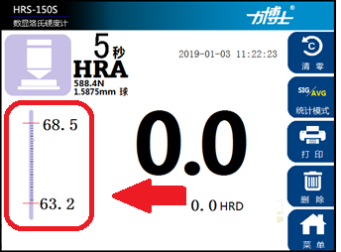 HRS-150S
数显洛氏硬度计
方博士
5秒
HRA
588.4N
1.5875mm 球
2019-01-03 11:22:23
清 零
SIG/AVG
统计模式
打 印
删 除
菜 单
68.5
63.2
0.0
0.0 HRD